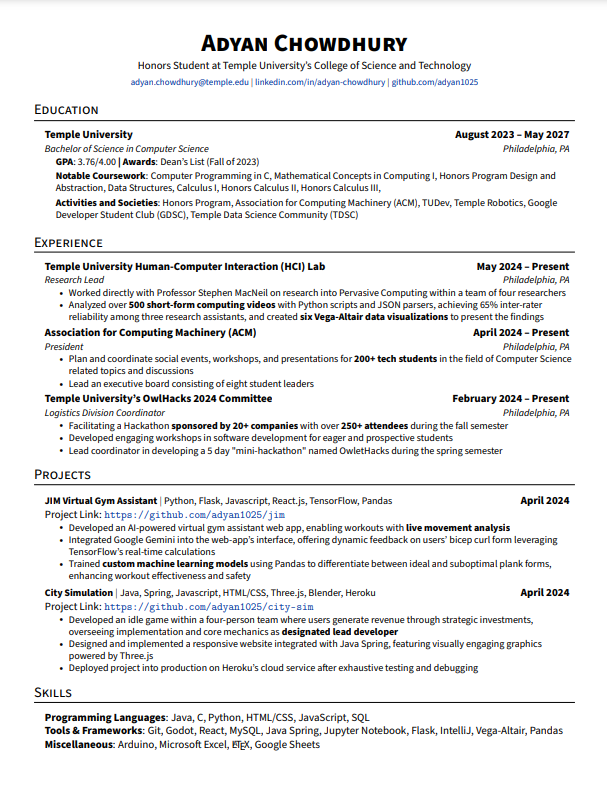 Adyan Chowdhury
Honors Student at Temple University's College of Science and Technology
adyan.chowdhury@temple.edu | linkedin.com/in/adyan-chowdhury | github.com/adyan1025
Education
Temple University August 2023 – May 2027
Bachelor of Science in Computer Science Philadelphia, PA
GPA: 3.76/4.00 | Awards: Dean's List (Fall of 2023)
Notable Coursework: Computer Programming in C, Mathematical Concepts in Computing I, Honors Program Design and
Abstraction, Data Structures, Calculus I, Honors Calculus II, Honors Calculus III,
Activities and Societies: Honors Program, Association for Computing Machinery (ACM), TUDev, Temple Robotics, Google
Developer Student Club (GDSC), Temple Data Science Community (TDSC)
Experience
Temple University Human-Computer Interaction (HCI) Lab May 2024 – Present
Research Lead Philadelphia, PA
• Worked directly with Professor Stephen MacNeil on research into Pervasive Computing within a team of four researchers
• Analyzed over 500 short-form computing videos with Python scripts and JSON parsers, achieving 65% inter-rater
reliability among three research assistants, and created six Vega-Altair data visualizations to present the findings
Association for Computing Machinery (ACM) April 2024 – Present
President Philadelphia, PA
• Plan and coordinate social events, workshops, and presentations for 200+ tech students in the field of Computer Science
related topics and discussions
• Lead an executive board consisting of eight student leaders
Temple University's OwlHacks 2024 Committee February 2024 – Present
Logistics Division Coordinator Philadelphia, PA
• Facilitating a Hackathon sponsored by 20+ companies with over 250+ attendees during the fall semester
• Developed engaging workshops in software development for eager and prospective students
• Lead coordinator in developing a 5 day "mini-hackathon" named OwletHacks during the spring semester
Projects
JIM Virtual Gym Assistant | Python, Flask, Javascript, React.js, TensorFlow, Pandas April 2024
Project Link: https://github.com/adyan1025/jim
• Developed an AI-powered virtual gym assistant web app, enabling workouts with live movement analysis
• Integrated Google Gemini into the web-app's interface, offering dynamic feedback on users' bicep curl form leveraging
TensorFlow's real-time calculations
• Trained custom machine learning models using Pandas to differentiate between ideal and suboptimal plank forms,
enhancing workout effectiveness and safety
City Simulation | Java, Spring, Javascript, HTML/CSS, Three.js, Blender, Heroku April 2024
Project Link: https://github.com/adyan1025/city-sim
• Developed an idle game within a four-person team where users generate revenue through strategic investments,
overseeing implementation and core mechanics as designated lead developer
• Designed and implemented a responsive website integrated with Java Spring, featuring visually engaging graphics
powered by Three.js
• Deployed project into production on Heroku's cloud service after exhaustive testing and debugging
Skills
Programming Languages: Java, C, Python, HTML/CSS, JavaScript, SQL
Tools & Frameworks: Git, Godot, React, MySQL, Java Spring, Jupyter Notebook, Flask, IntelliJ, Vega-Altair, Pandas
Miscellaneous: Arduino, Microsoft Excel, LaTeX, Google Sheets